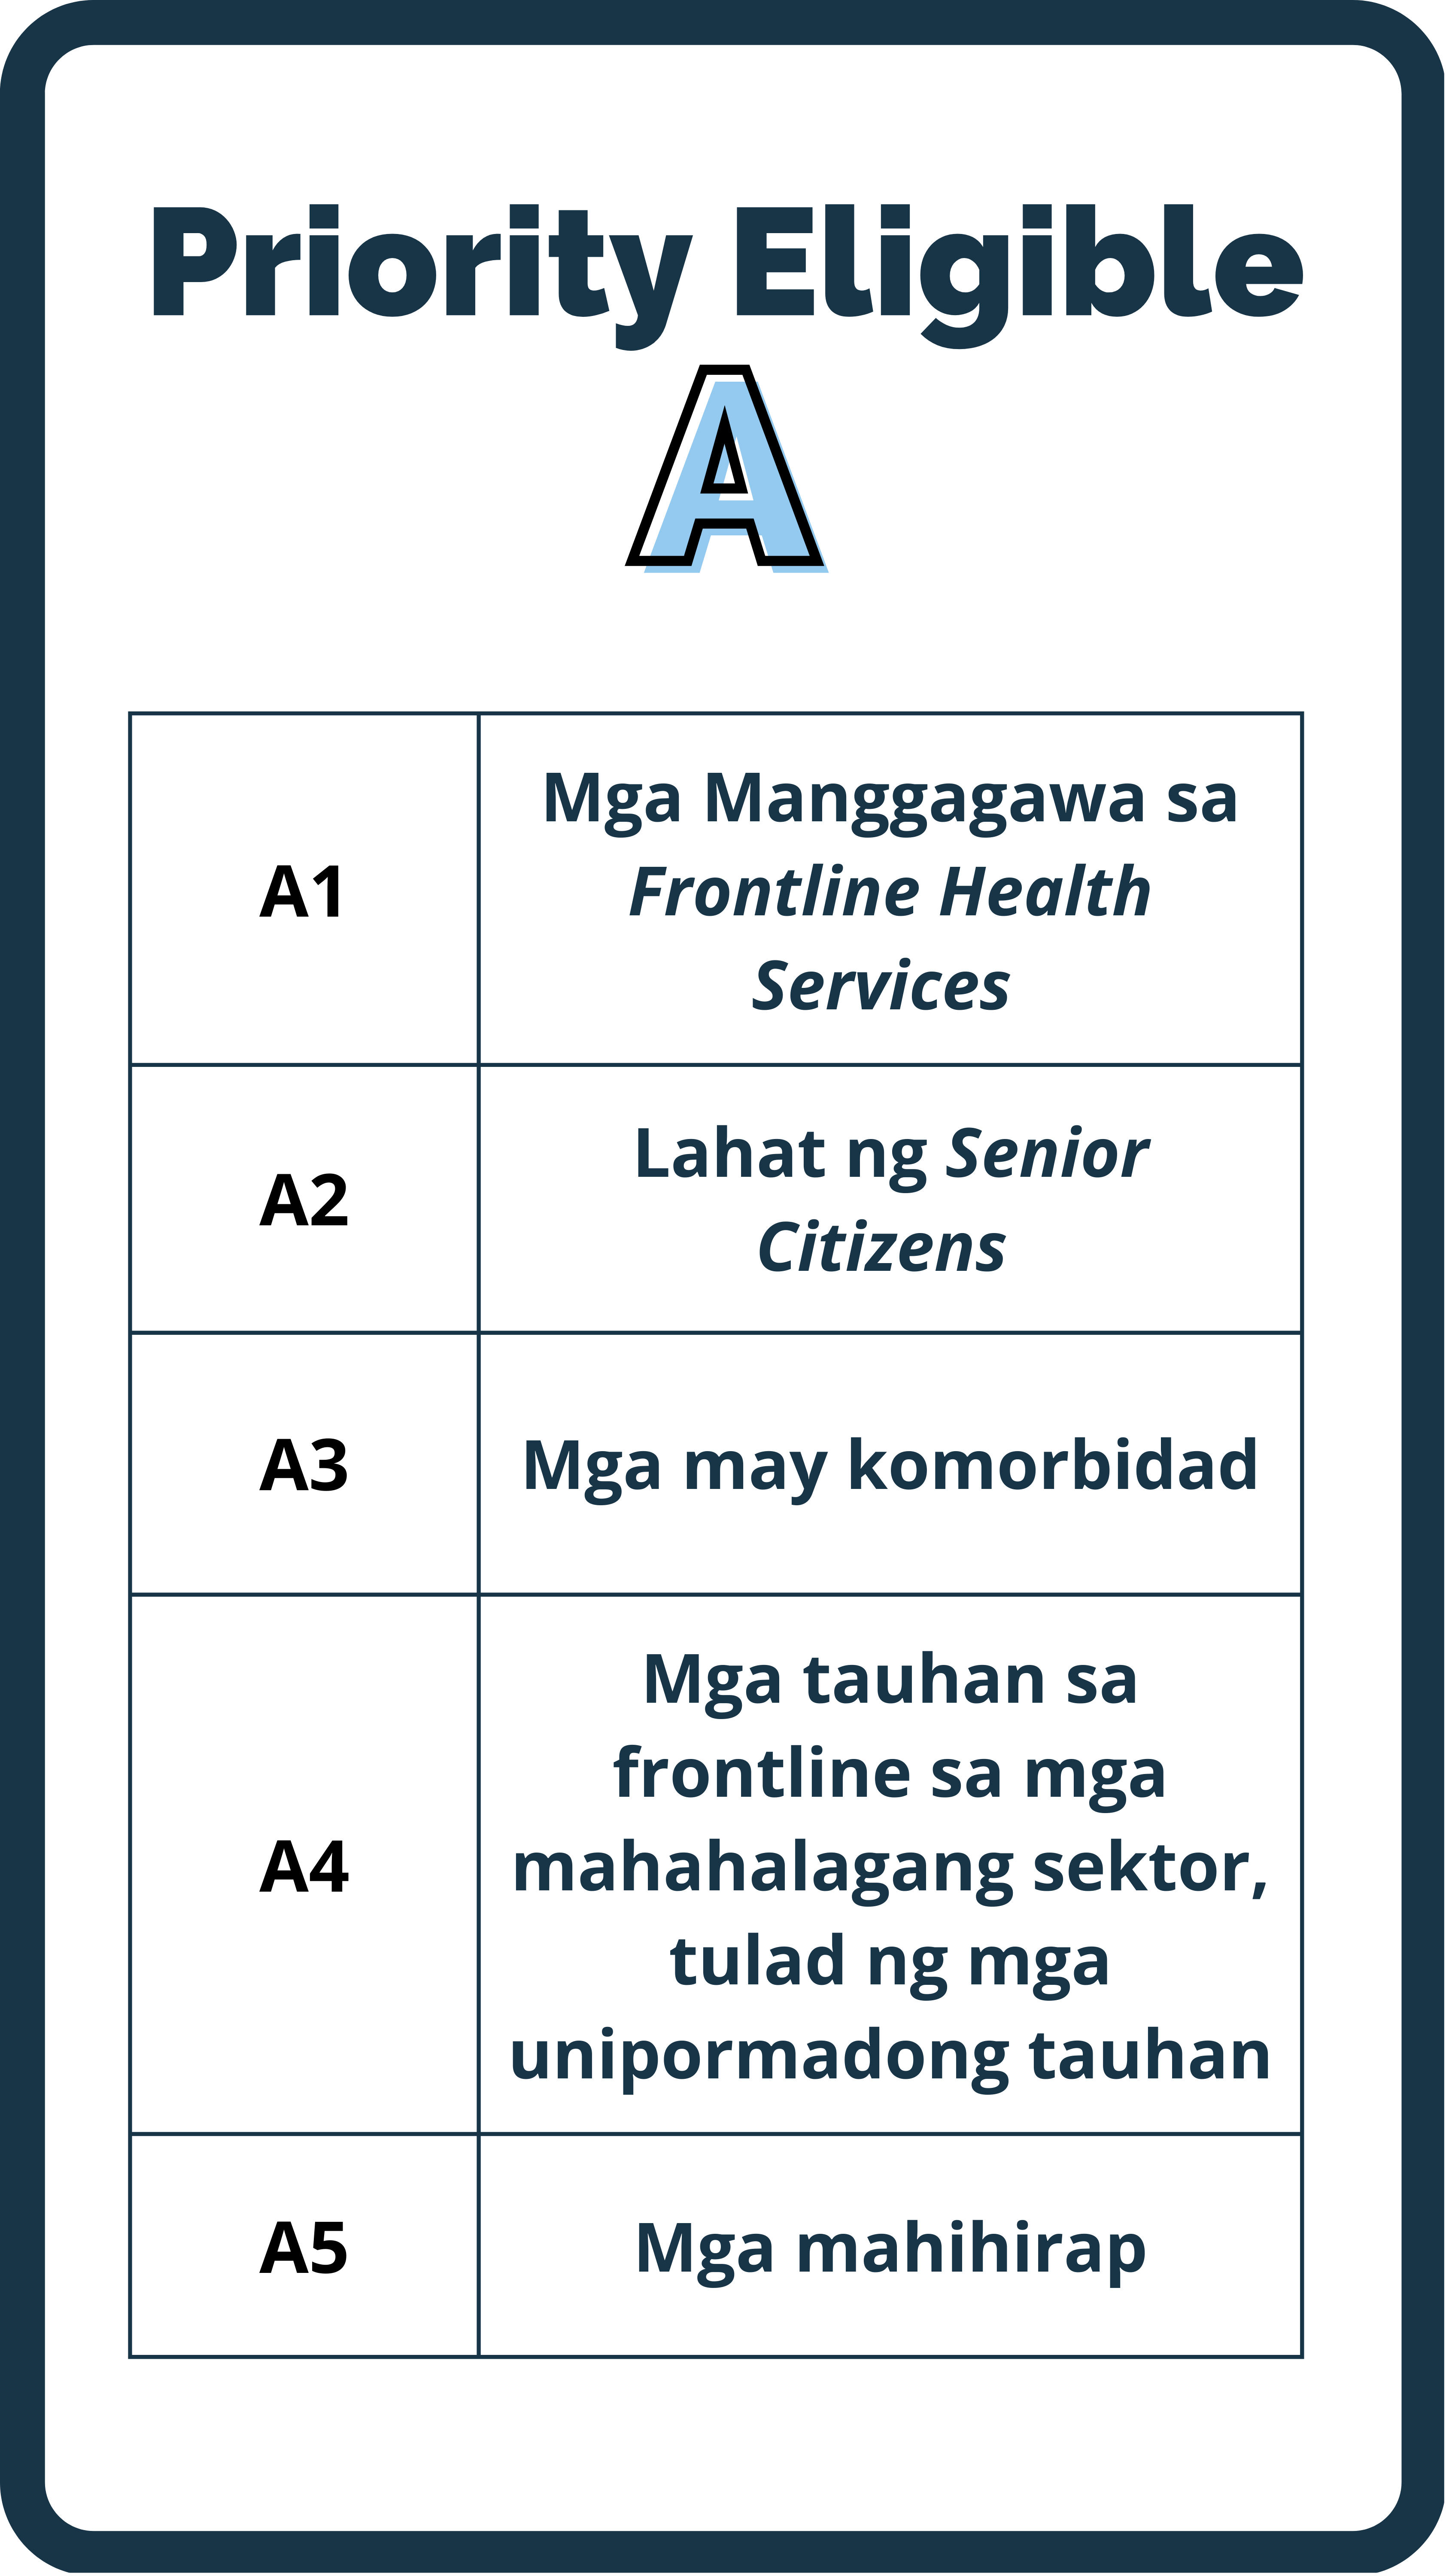 Priority Eligible
A
A1
Mga Manggagawa sa
Frontline Health
Services
A2
Lahat ng Senior
Citizens
A3
Mga may komorbidad
A4
Mga tauhan sa
frontline sa mga
mahahalagang sektor,
tulad ng mga
unipormadong tauhan
A5
Mga mahihirap